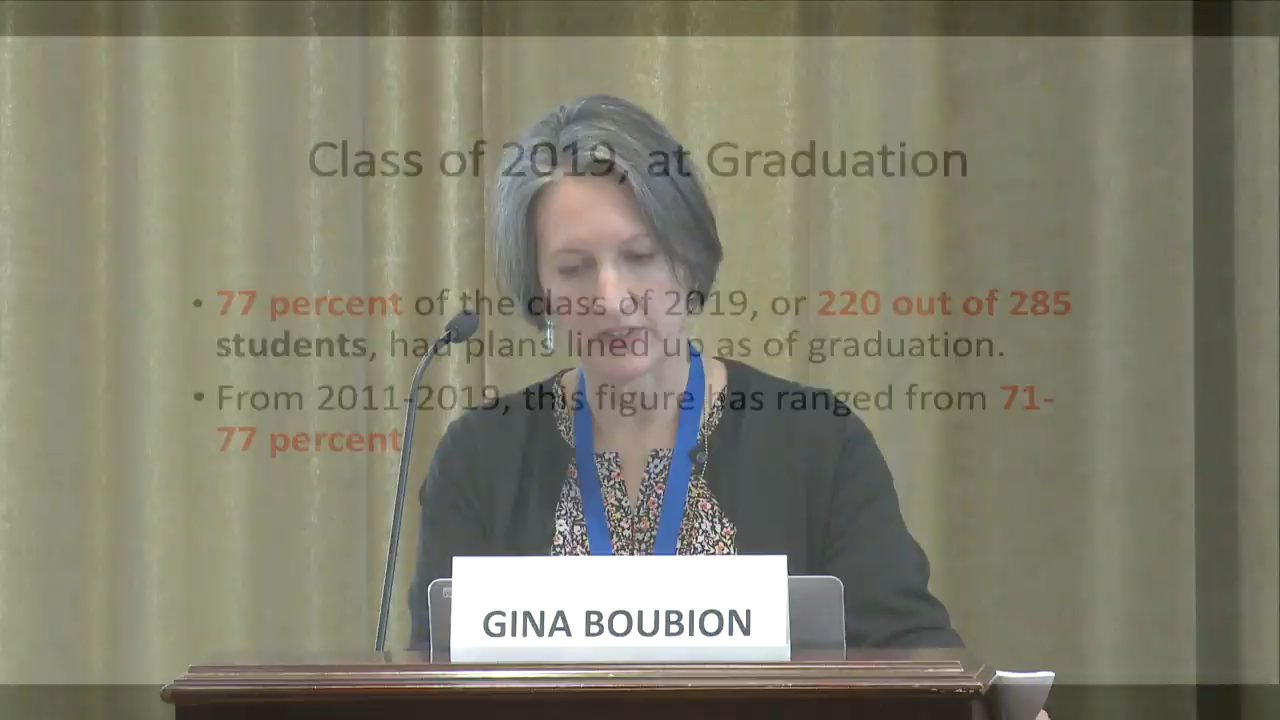 Class of 2019, at Graduation
• 77 percent of the class of 2019, or 220 out of 285
students, had plans lined up as of graduation.
• From 2011-2019, this figure has ranged from 71-
77 percent
GINA BOUBION